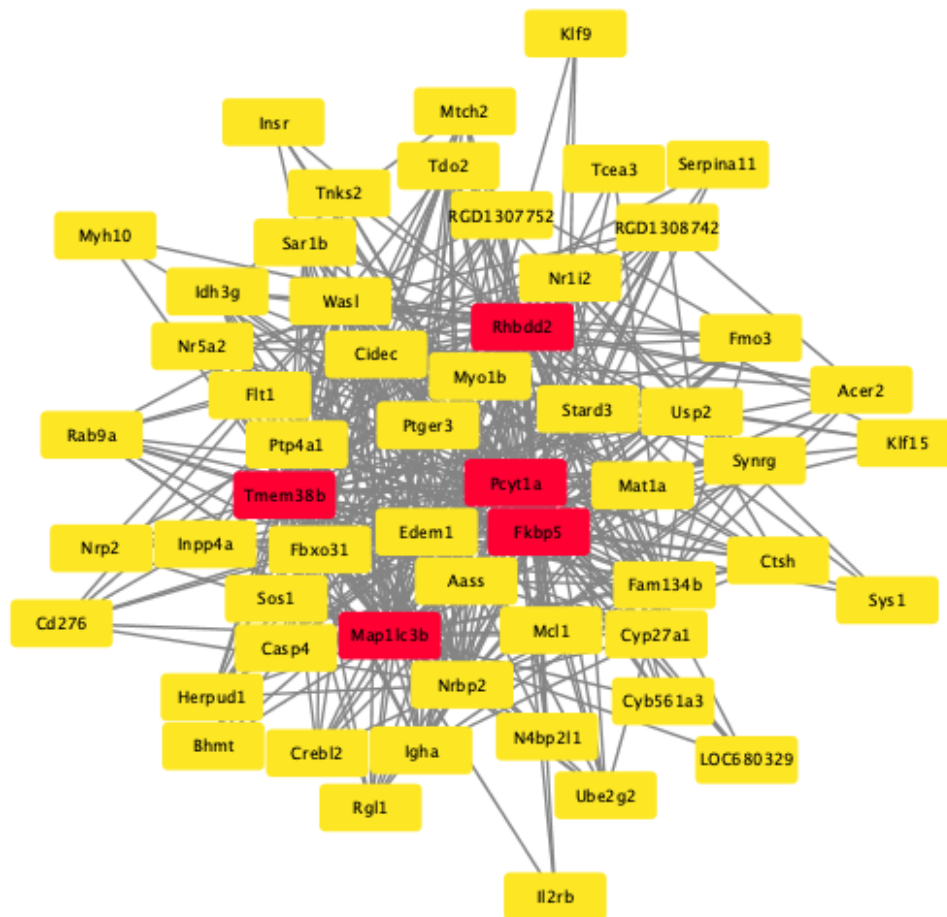 Klf9
Mtch2
Insr
Tdo2
Tcea3
Serpina11
Tnks2
RGD1307752
RGD1308742
Myh10
Sar1b
Nr1i2
Idh3g
Wasl
Rhbdd2
Fmo3
Nr5a2
Cidec
Myo1b
Acer2
Flt1
Stard3
Usp2
Rab9a
Ptp4a1
Ptger3
Klf15
Synrg
Tmem38b
Pcyt1a
Mat1a
Nrp2
Inpp4a
Fbxo31
Edem1
Fkbp5
Ctsh
Sos1
Aass
Fam134b
Sys1
Cd276
Casp4
Map1lc3b
Mcl1
Cyp27a1
Herpud1
Nrbp2
Cyb561a3
Bhmt
Crebl2
Igha
N4bp2l1
LOC680329
Rgl1
Ube2g2
Il2rb